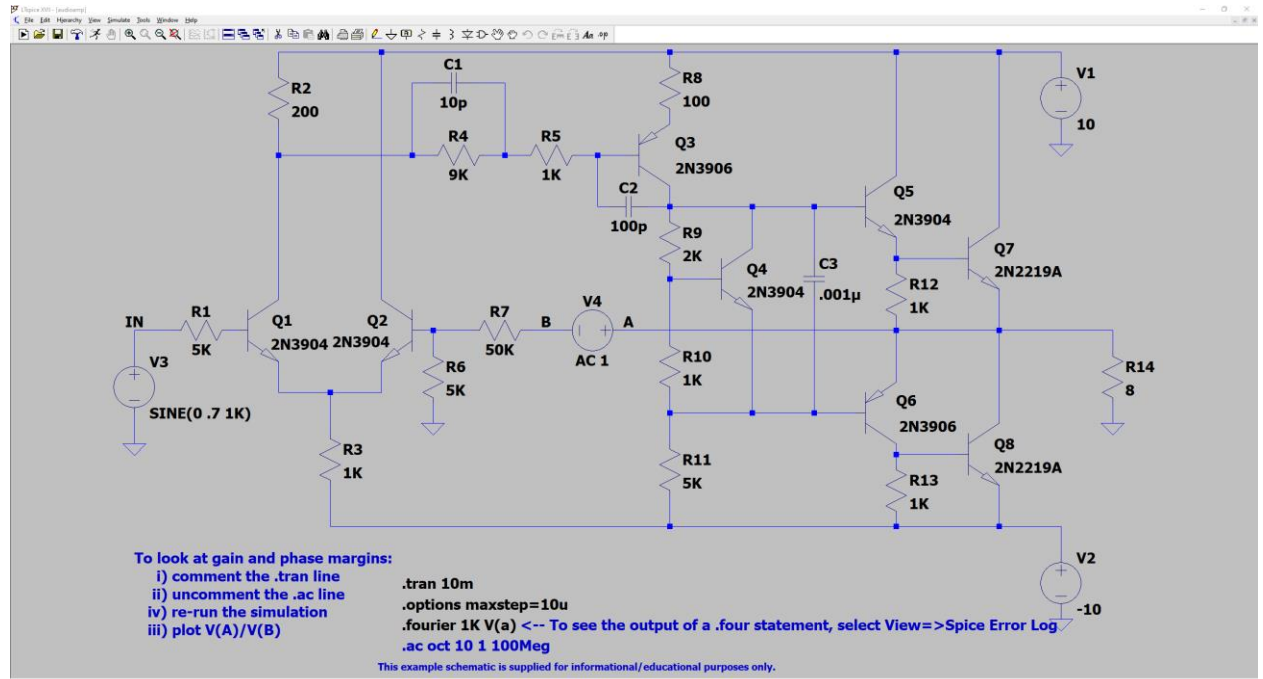 LTspice XVII - [audioamp]
File Edit Hierarchy View Simulate Tools Window Help
R2
200
C1
10p
R4
9K
R5
1K
R8
100
Q3
2N3906
C2
100p
V1
10
Q5
2N3904
R9
2K
Q4
2N3904
C3
.001µ
Q7
2N2219A
R12
1K
IN
R1
5K
Q1
2N3904
Q2
2N3904
R7
50K
B
V4
A
AC 1
V3
SINE(0 .7 1K)
R6
5K
R10
1K
R14
8
Q6
2N3906
R3
1K
R11
5K
Q8
2N2219A
R13
1K
V2
-10
To look at gain and phase margins:
i) comment the .tran line
ii) uncomment the .ac line
iv) re-run the simulation
iii) plot V(A)/V(B)
.tran 10m
.options maxstep=10u
.fourier 1K V(a) <-- To see the output of a .four statement, select View=>Spice Error Log
.ac oct 10 1 100Meg
This example schematic is supplied for informational/educational purposes only.